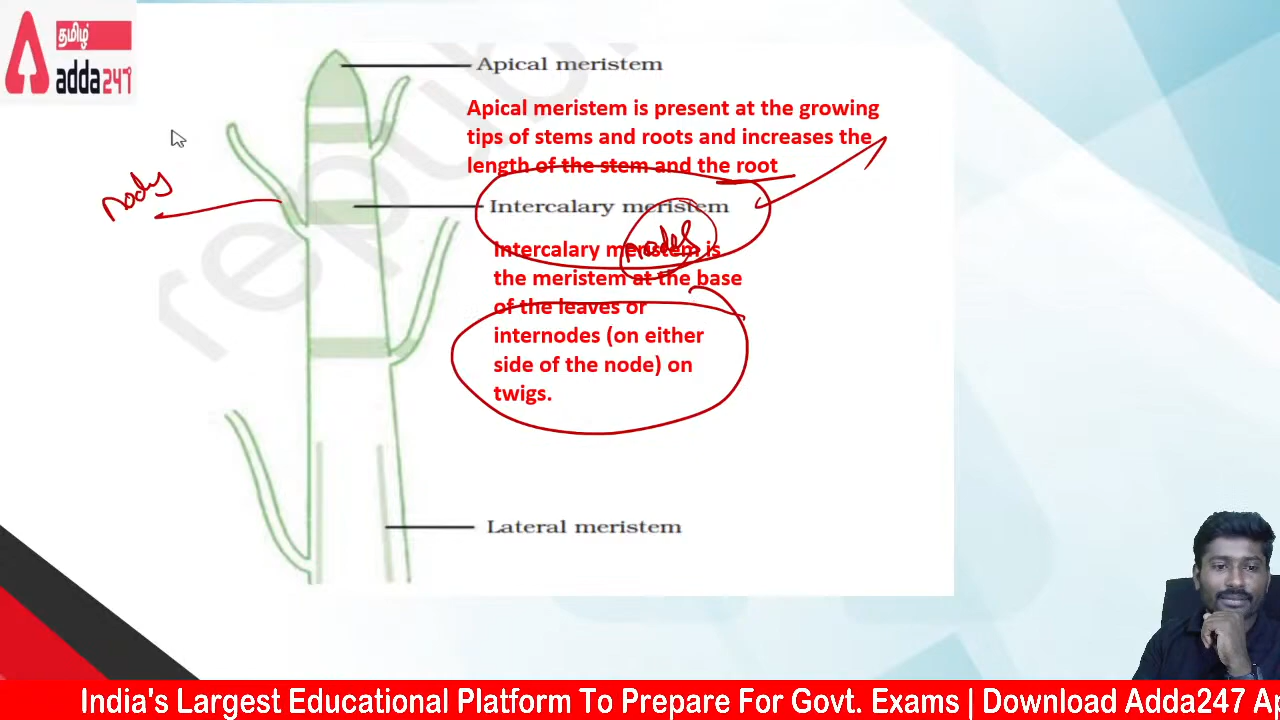 தமிழ்
adda247
Apical meristem
Apical meristem is present at the growing
tips of stems and roots and increases the
length of the stem and the root
nody
Intercalary meristem
nodes
Intercalary meristem is
the meristem at the base
of the leaves or
internodes (on either
side of the node) on
twigs.
Lateral meristem
India's Largest Educational Platform To Prepare For Govt. Exams | Download Adda247 Ap